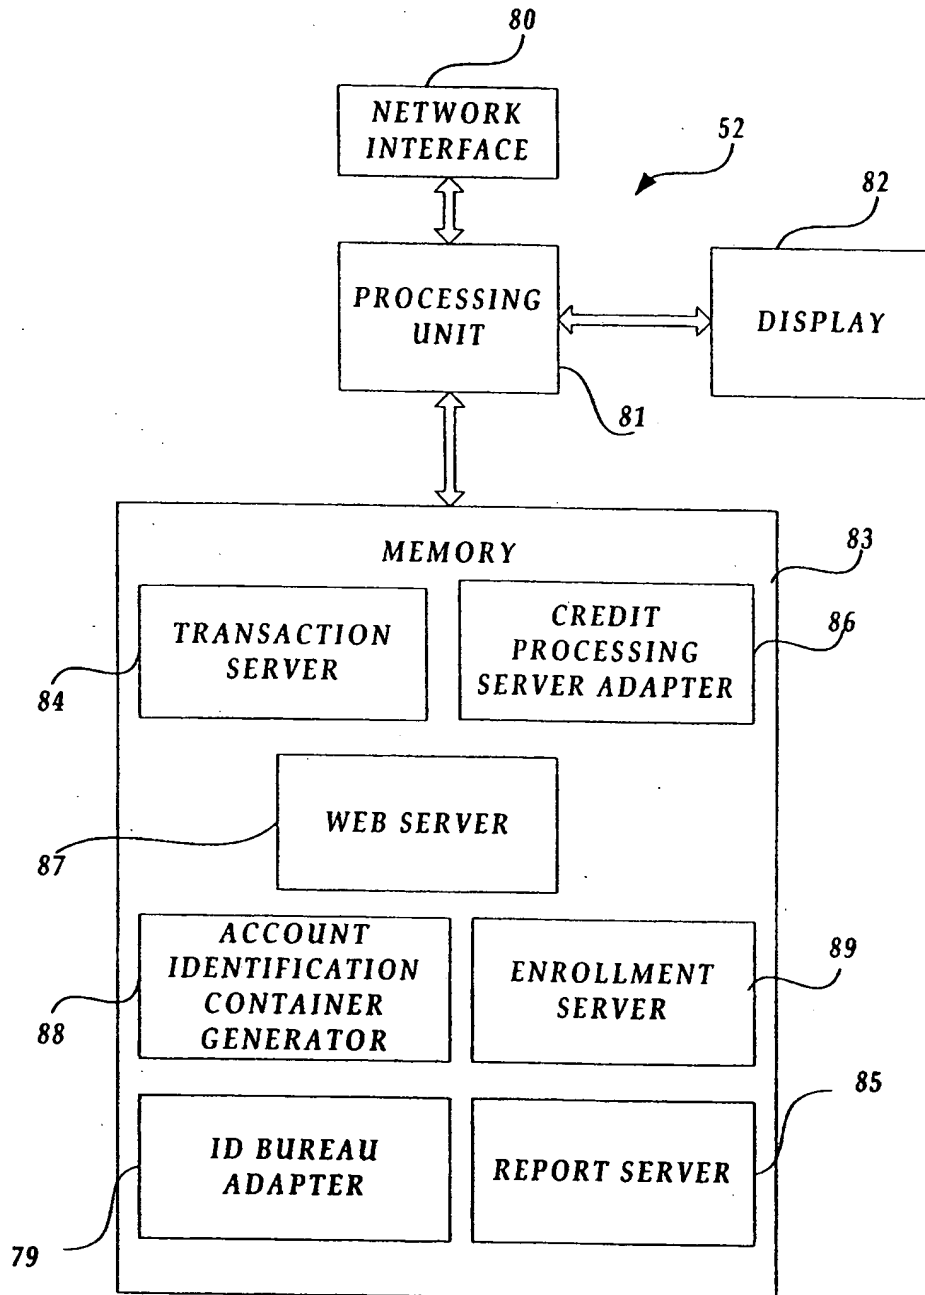 80
NETWORK
INTERFACE
52
82
PROCESSING
UNIT
DISPLAY
81
MEMORY
83
TRANSACTION
SERVER
84
CREDIT
PROCESSING
SERVER ADAPTER
86
WEB SERVER
87
ACCOUNT
IDENTIFICATION
CONTAINER
GENERATOR
88
ENROLLMENT
SERVER
89
ID BUREAU
ADAPTER
79
REPORT SERVER
85